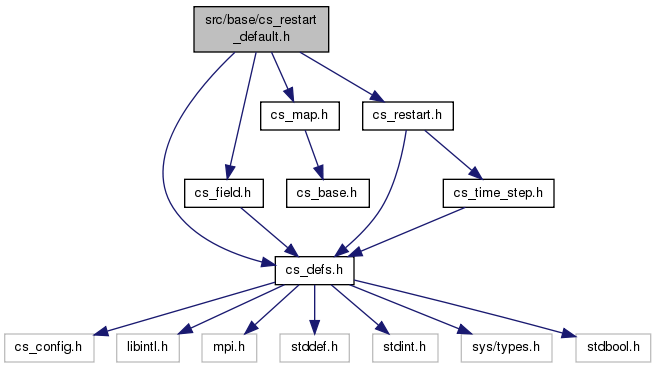 src/base/cs_restart
_default.h
cs_map.h
cs_restart.h
cs_field.h
cs_base.h
cs_time_step.h
cs_defs.h
cs_config.h
libintl.h
mpi.h
stddef.h
stdint.h
sys/types.h
stdbool.h